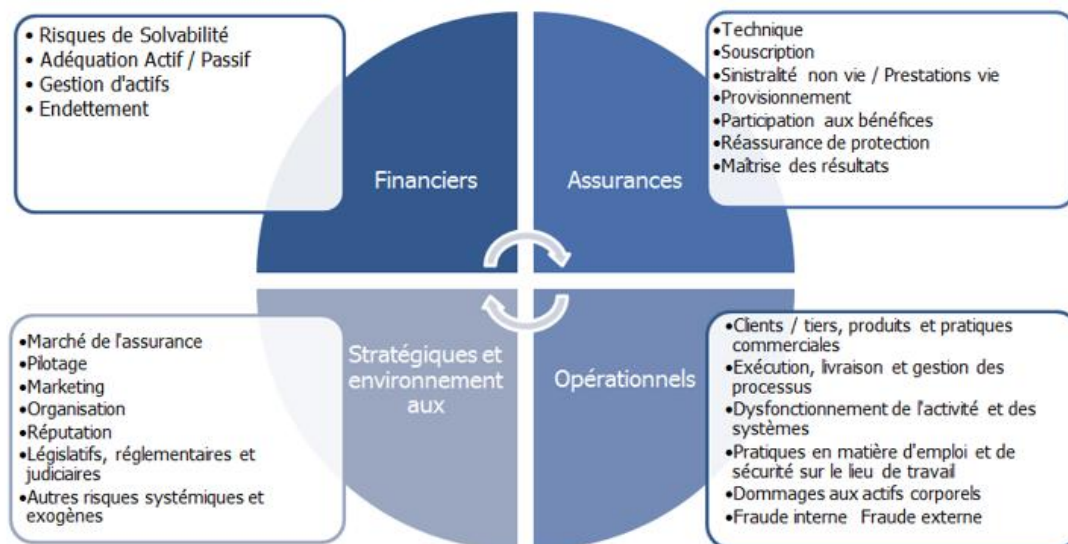 • Risques de Solvabilité
• Adéquation Actif / Passif
• Gestion d'actifs
• Endettement
Financiers
•Technique
•Souscription
•Sinistralité non vie / Prestations vie
•Provisionnement
•Participation aux bénéfices
•Réassurance de protection
•Maîtrise des résultats
Assurances
•Marché de l'assurance
•Pilotage
•Marketing
•Organisation
•Réputation
•Législatifs, réglementaires et
judiciaires
•Autres risques systémiques et
exogènes
Stratégiques et
environnement
aux
Opérationnels
•Clients / tiers, produits et pratiques
commerciales
•Exécution, livraison et gestion des
processus
•Dysfonctionnement de l'activité et des
systèmes
•Pratiques en matière d'emploi et de
sécurité sur le lieu de travail
•Dommages aux actifs corporels
•Fraude interne Fraude externe